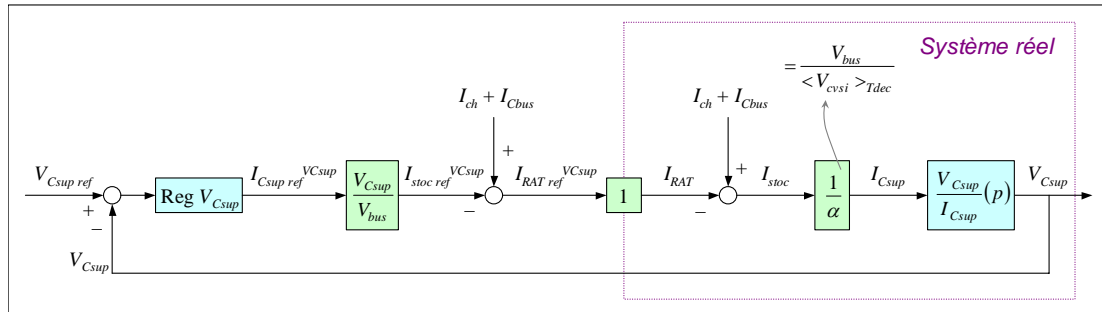 Système réel
= V_bus / <V_cvsi>_Tdec
I_ch + I_Cbus
I_ch + I_Cbus
V_Csup ref
+
−
Reg V_Csup
I_Csup ref^VCsup
V_Csup / V_bus
I_stoc ref^VCsup
−
+
I_RAT ref^VCsup
1
I_RAT
−
+
I_stoc
1 / α
I_Csup
V_Csup / I_Csup (p)
V_Csup
V_Csup